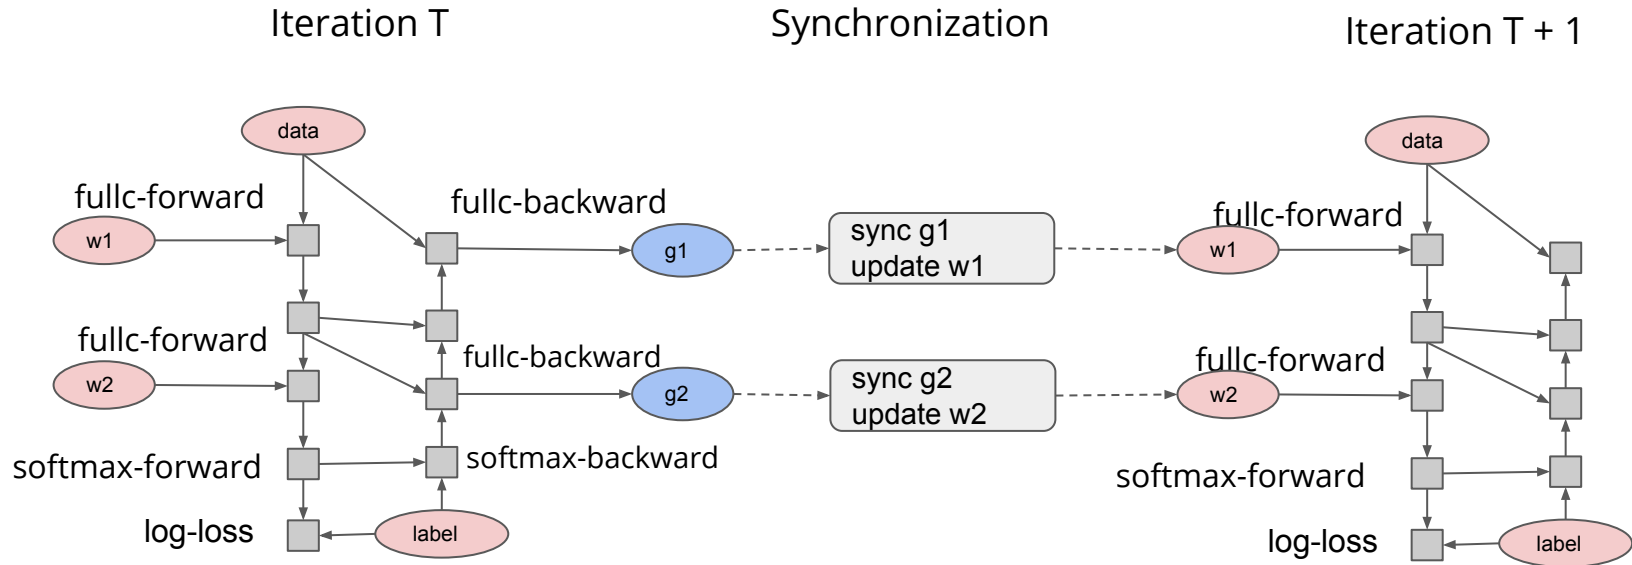 Iteration T
Synchronization
Iteration T + 1
data
fullc-forward
fullc-backward
w1
g1
sync g1
update w1
fullc-forward
fullc-backward
w2
g2
sync g2
update w2
softmax-forward
softmax-backward
log-loss
label
data
fullc-forward
w1
fullc-forward
w2
softmax-forward
log-loss
label